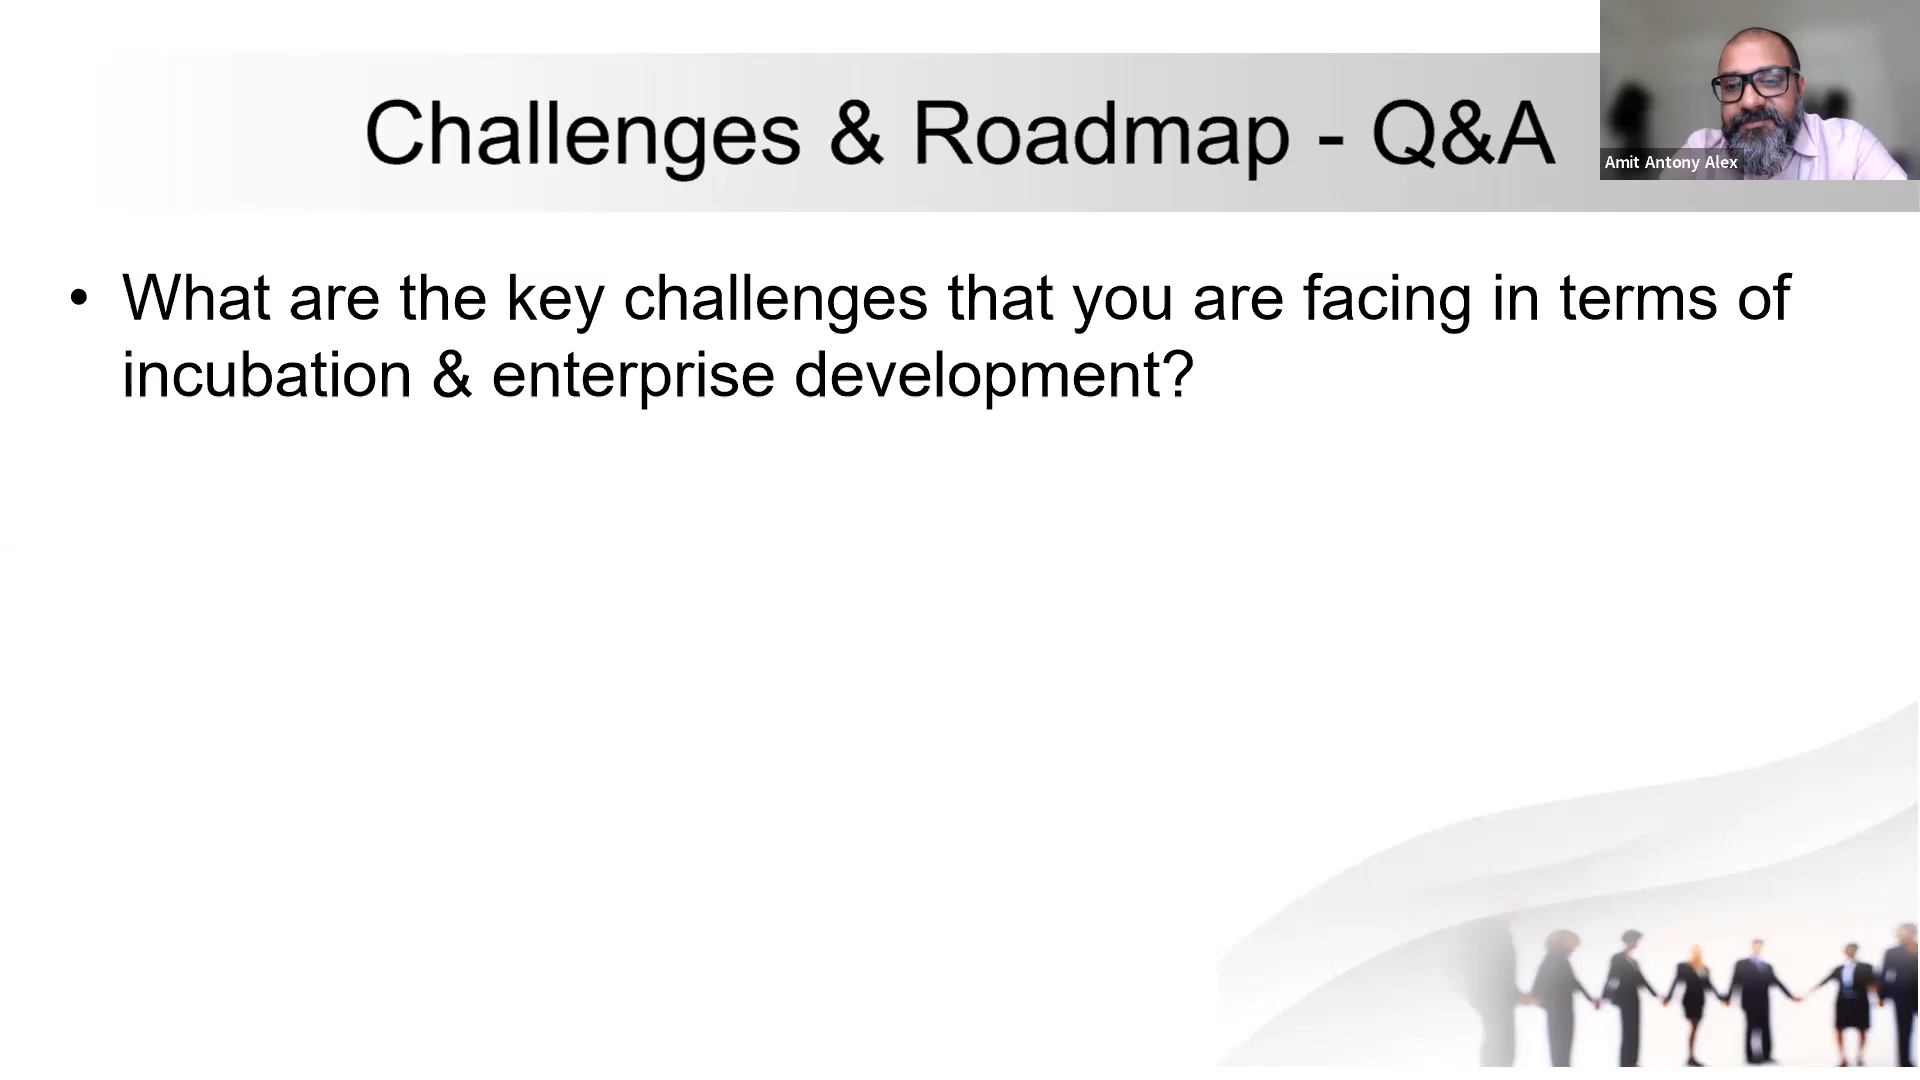 Challenges & Roadmap - Q&A
Amit Antony Alex
• What are the key challenges that you are facing in terms of
incubation & enterprise development?